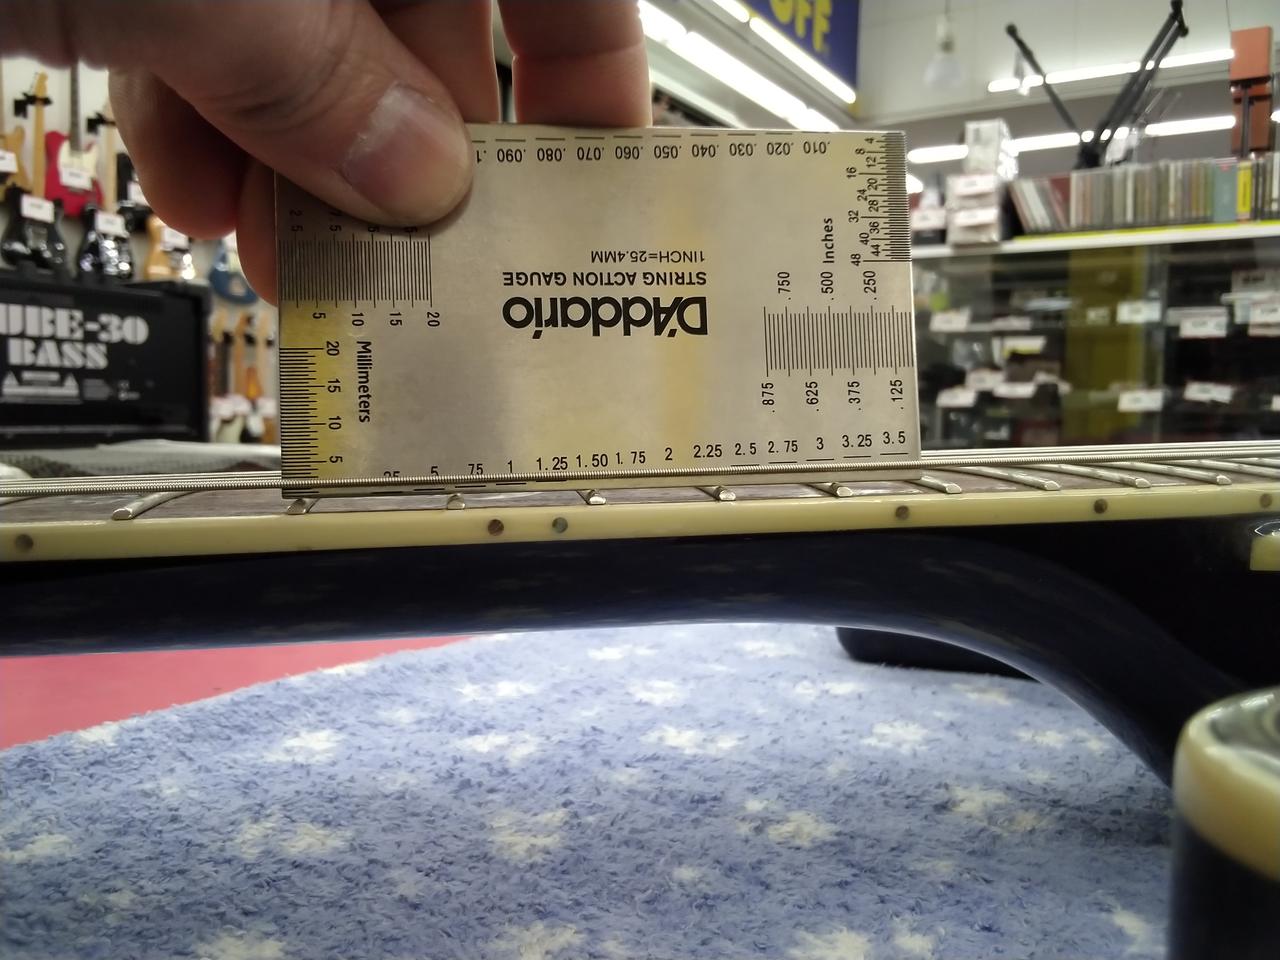 OFF
.1 .090 .080 .070 .060 .050 .040 .030 .020 .010
4
8
12
16
20
24
28
32
36
40
44
48
Inches
1INCH=25.4MM
STRING ACTION GAUGE
D'Addario
.750 .500 .250
.875 .625 .375 .125
5 10 15 20
Millimeters
20
15
10
5
1 1.25 1.50 1.75 2 2.25 2.5 2.75 3 3.25 3.5
UBE-30
BASS